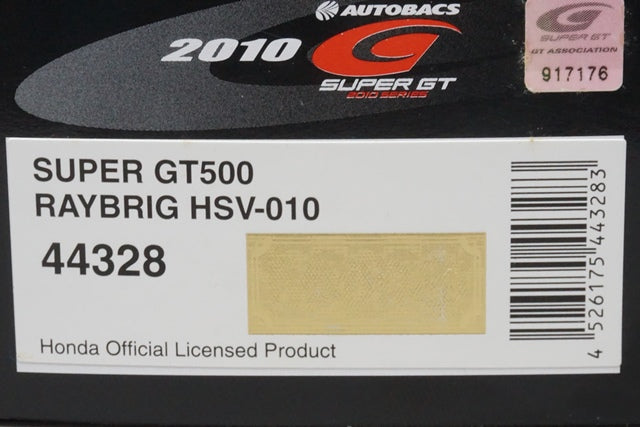 AUTOBACS
2010
SUPER GT
2010 SERIES
SUPER GT
GT ASSOCIATION
917176
SUPER GT500
RAYBRIG HSV-010
44328
Honda Official Licensed Product
4 526175 443283